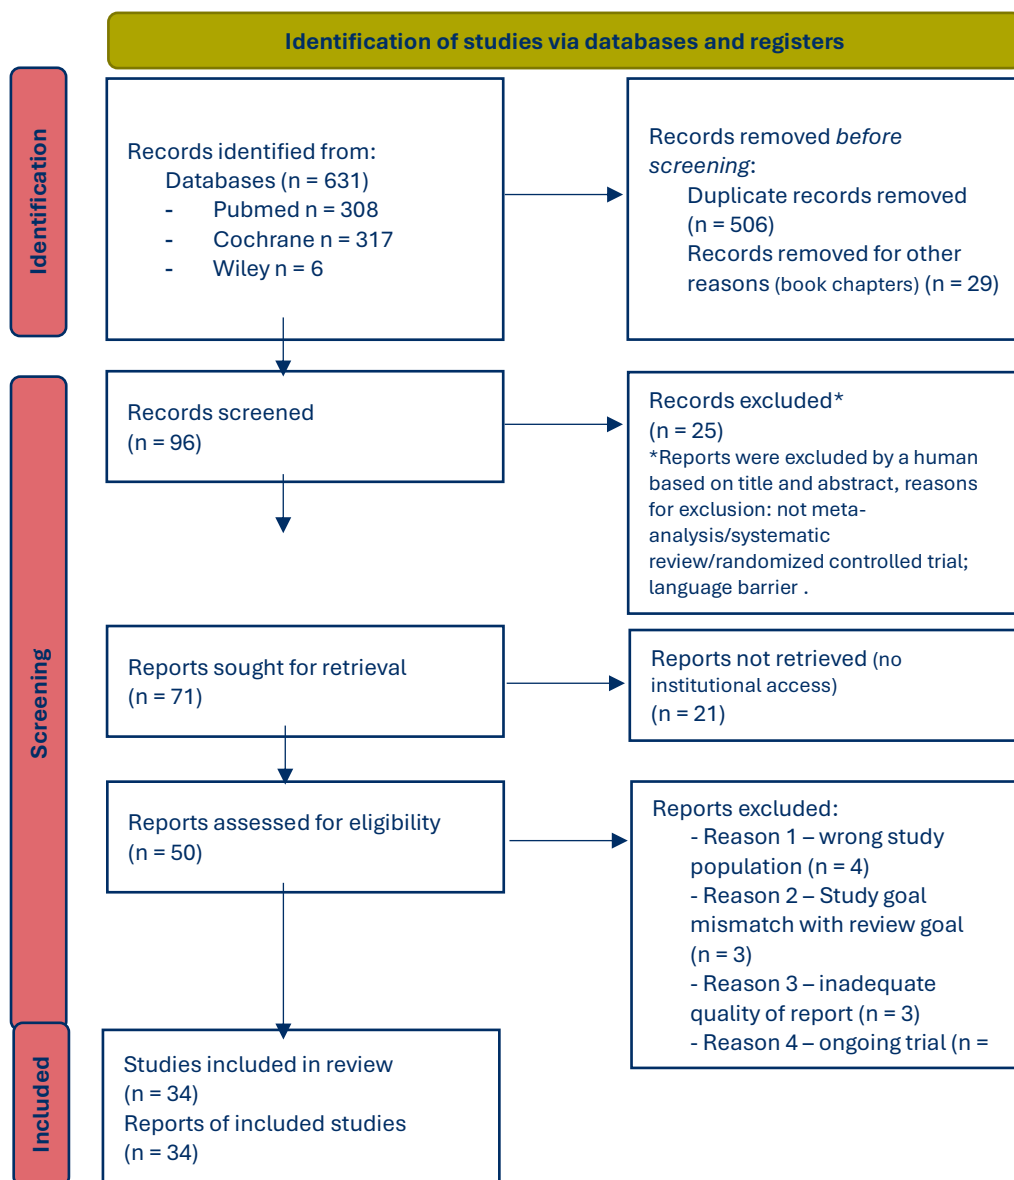 Identification of studies via databases and registers
Identification
Records identified from:
Databases (n = 631)
- Pubmed n = 308
- Cochrane n = 317
- Wiley n = 6
Records removed before
screening:
Duplicate records removed
(n = 506)
Records removed for other
reasons (book chapters) (n = 29)
Screening
Records screened
(n = 96)
Records excluded*
(n = 25)
*Reports were excluded by a human
based on title and abstract, reasons
for exclusion: not meta-
analysis/systematic
review/randomized controlled trial;
language barrier .
Reports sought for retrieval
(n = 71)
Reports not retrieved (no
institutional access)
(n = 21)
Reports assessed for eligibility
(n = 50)
Reports excluded:
- Reason 1 – wrong study
population (n = 4)
- Reason 2 – Study goal
mismatch with review goal
(n = 3)
- Reason 3 – inadequate
quality of report (n = 3)
- Reason 4 – ongoing trial (n =
Included
Studies included in review
(n = 34)
Reports of included studies
(n = 34)